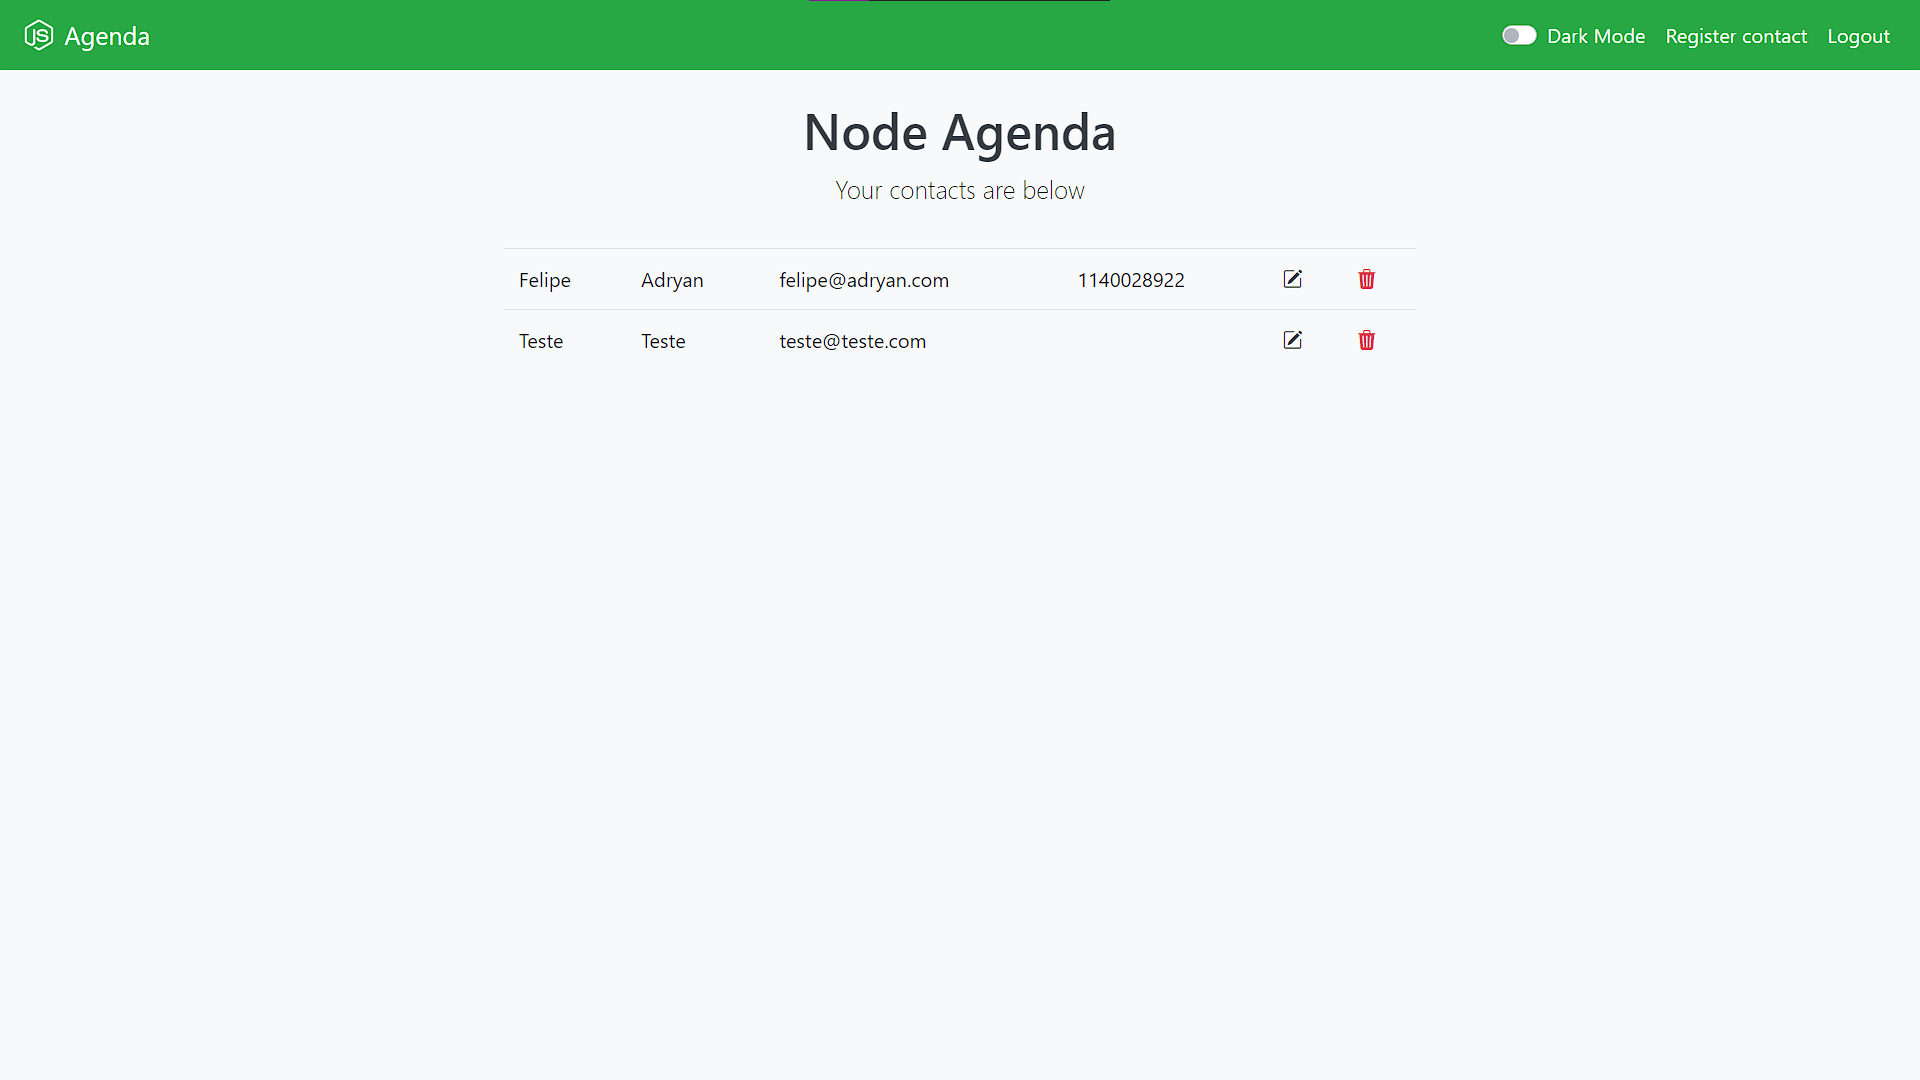 JS Agenda Dark Mode Register contact Logout
Node Agenda
Your contacts are below
Felipe Adryan felipe@adryan.com 1140028922
Teste Teste teste@teste.com